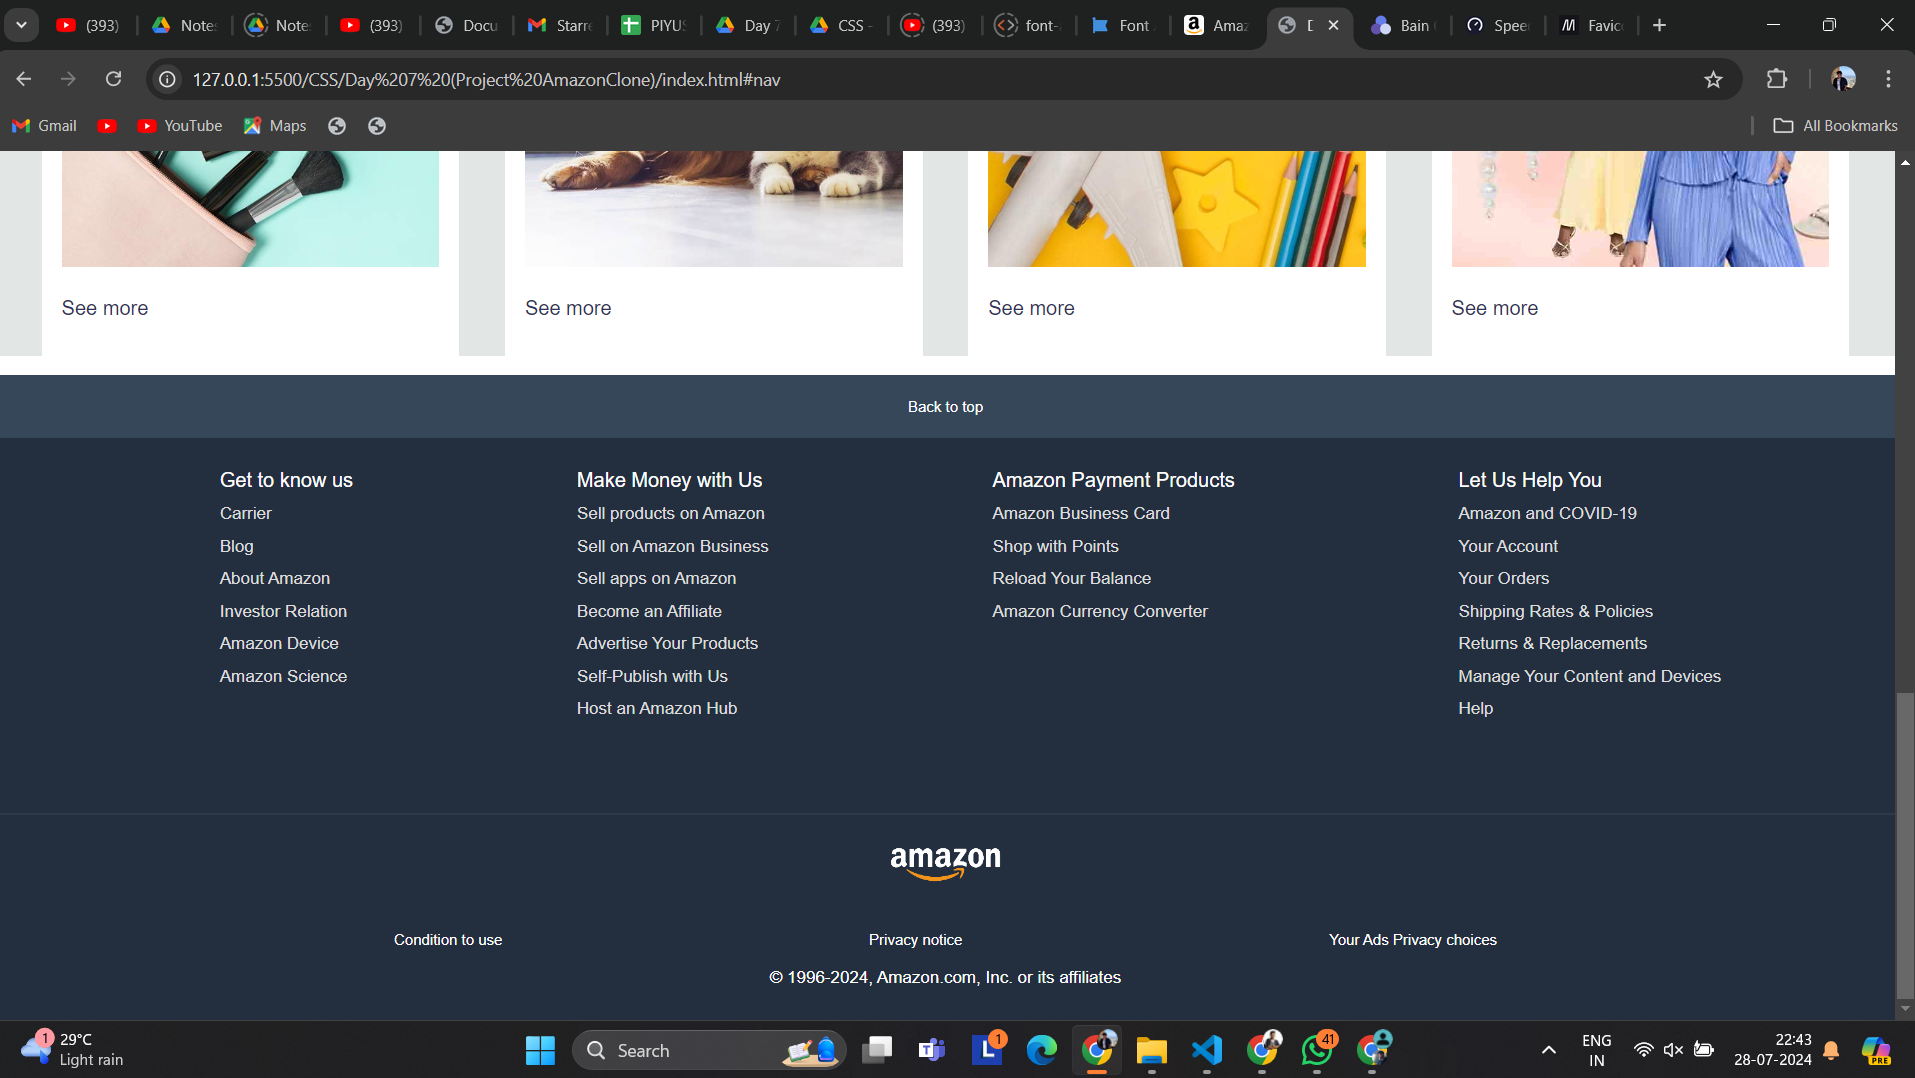 (393)
Notes
Notes
(393)
Docu
Starre
PIYUS
Day 7
CSS -
(393)
font-
Font
Amaz
Bain
Spee
Favic
127.0.0.1:5500/CSS/Day%207%20(Project%20AmazonClone)/index.html#nav
Gmail
YouTube
Maps
All Bookmarks
See more
See more
See more
See more
Back to top
Get to know us
Carrier
Blog
About Amazon
Investor Relation
Amazon Device
Amazon Science
Make Money with Us
Sell products on Amazon
Sell on Amazon Business
Sell apps on Amazon
Become an Affiliate
Advertise Your Products
Self-Publish with Us
Host an Amazon Hub
Amazon Payment Products
Amazon Business Card
Shop with Points
Reload Your Balance
Amazon Currency Converter
Let Us Help You
Amazon and COVID-19
Your Account
Your Orders
Shipping Rates & Policies
Returns & Replacements
Manage Your Content and Devices
Help
amazon
Condition to use
Privacy notice
Your Ads Privacy choices
© 1996-2024, Amazon.com, Inc. or its affiliates
1
29°C
Light rain
Search
1
41
ENG
IN
22:43
28-07-2024
PRE